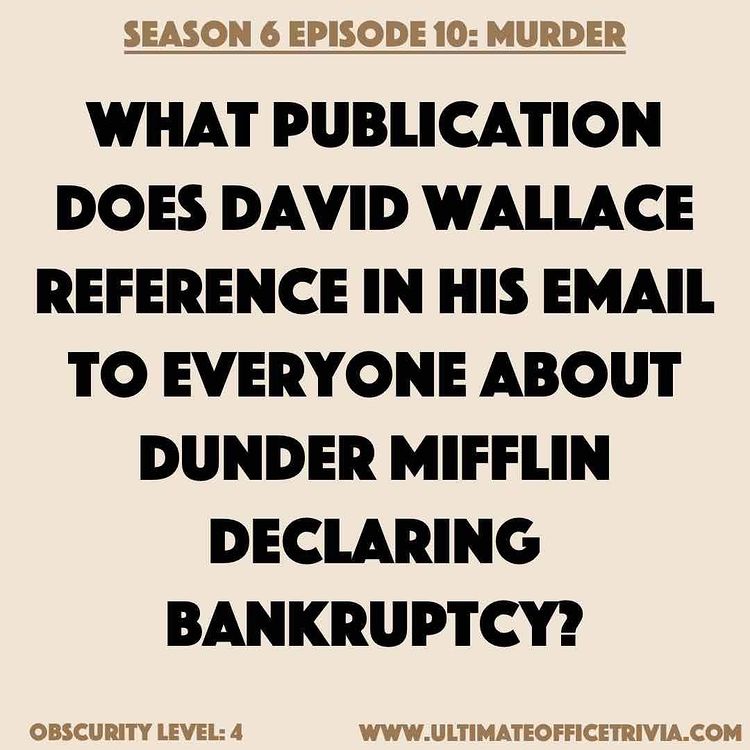 SEASON 6 EPISODE 10: MURDER
WHAT PUBLICATION
DOES DAVID WALLACE
REFERENCE IN HIS EMAIL
TO EVERYONE ABOUT
DUNDER MIFFLIN
DECLARING
BANKRUPTCY?
OBSCURITY LEVEL: 4
WWW.ULTIMATEOFFICETRIVIA.COM